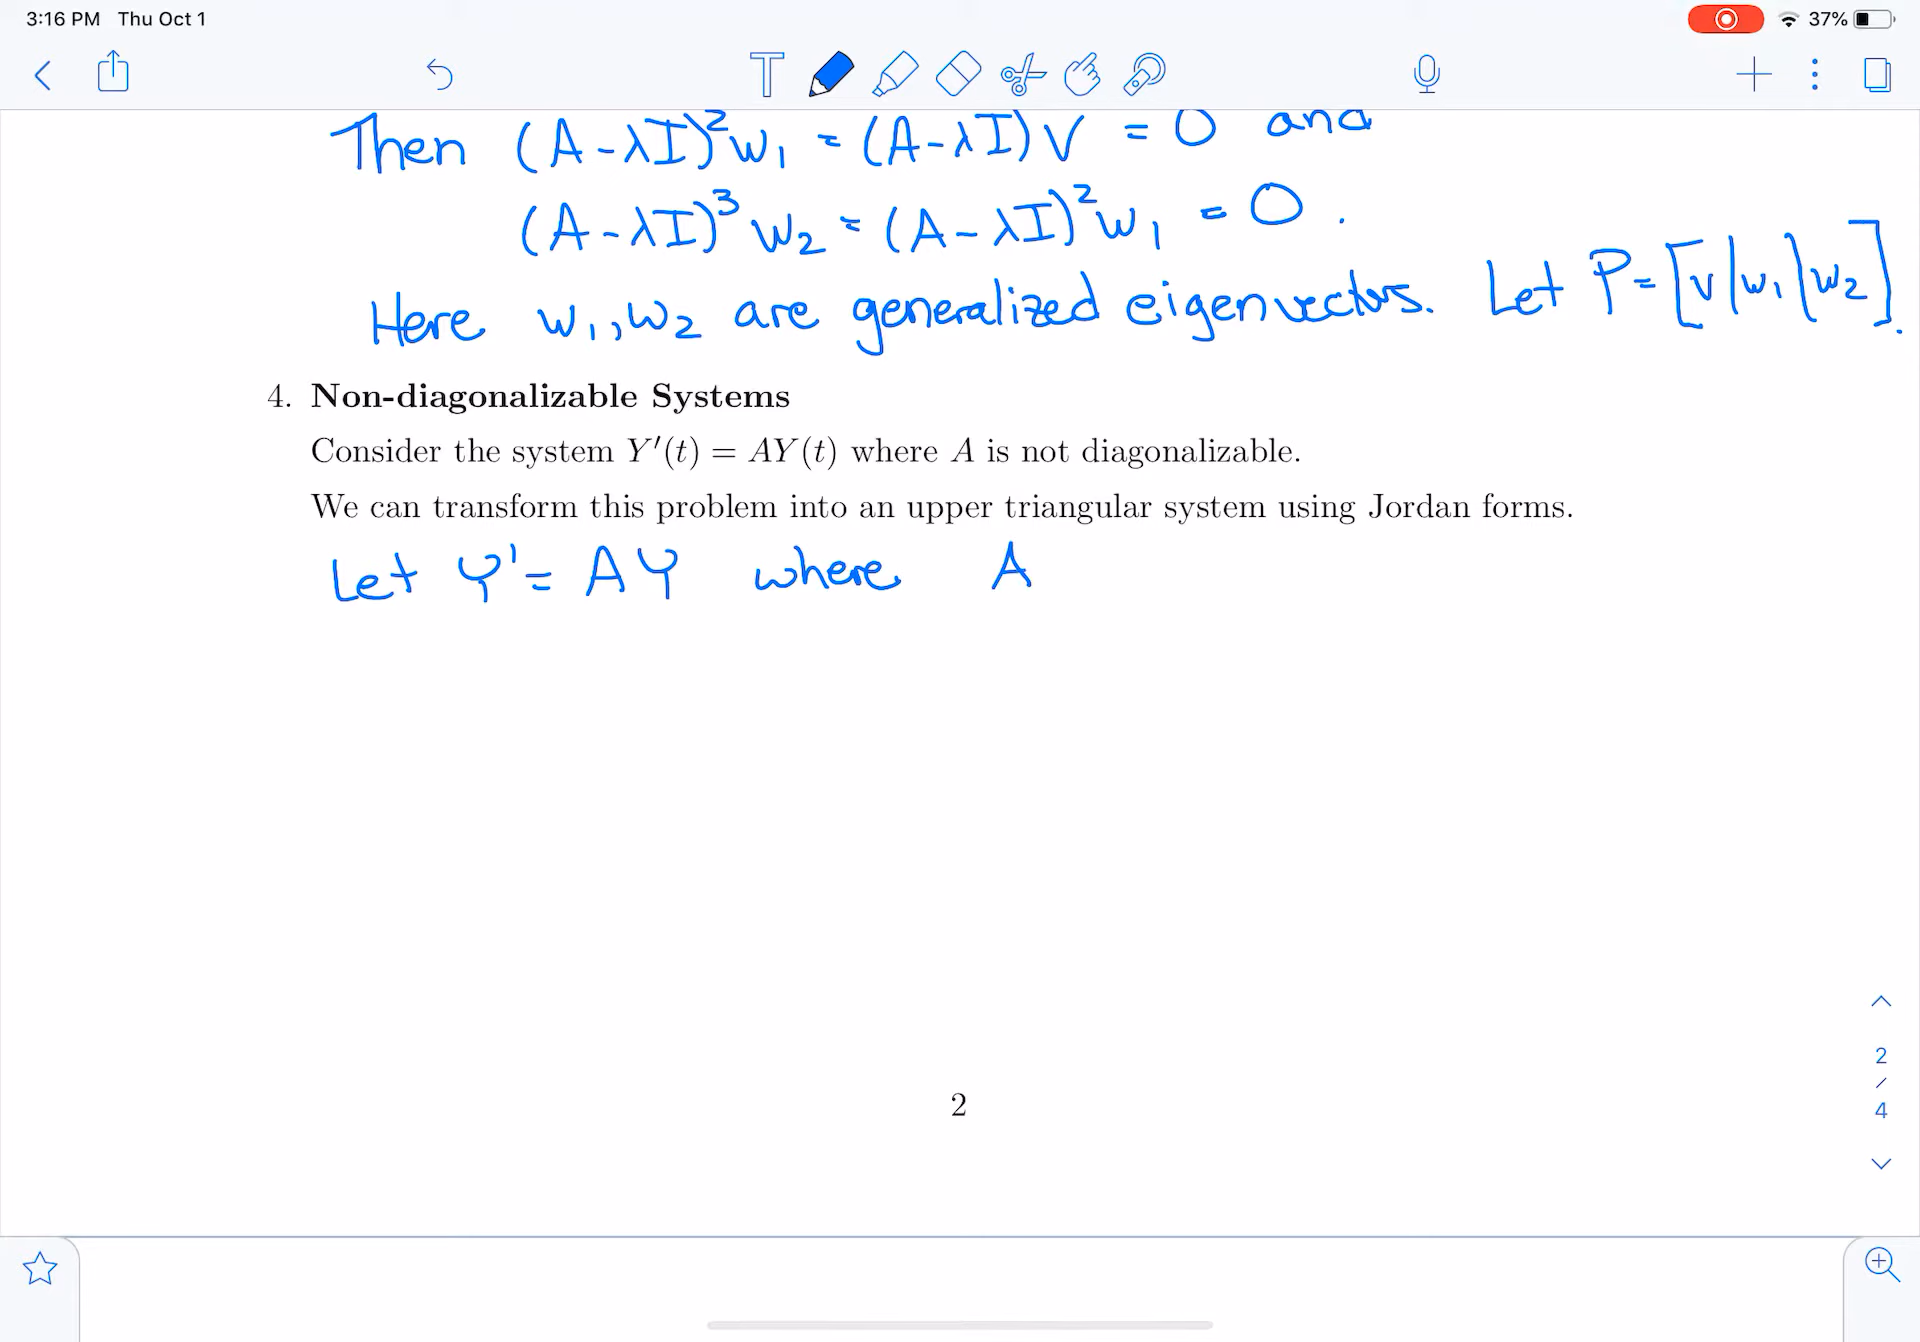 3:16 PM Thu Oct 1 37%
T
Then (A-λI)²w₁ = (A-λI)V = 0 and
(A-λI)³w₂ = (A-λI)²w₁ = 0.
Here w₁,w₂ are generalized eigenvectors. Let P=[v|w₁|w₂].
4. Non-diagonalizable Systems
Consider the system Y′(t) = AY(t) where A is not diagonalizable.
We can transform this problem into an upper triangular system using Jordan forms.
Let Y'= AY where A
2
/
4
2